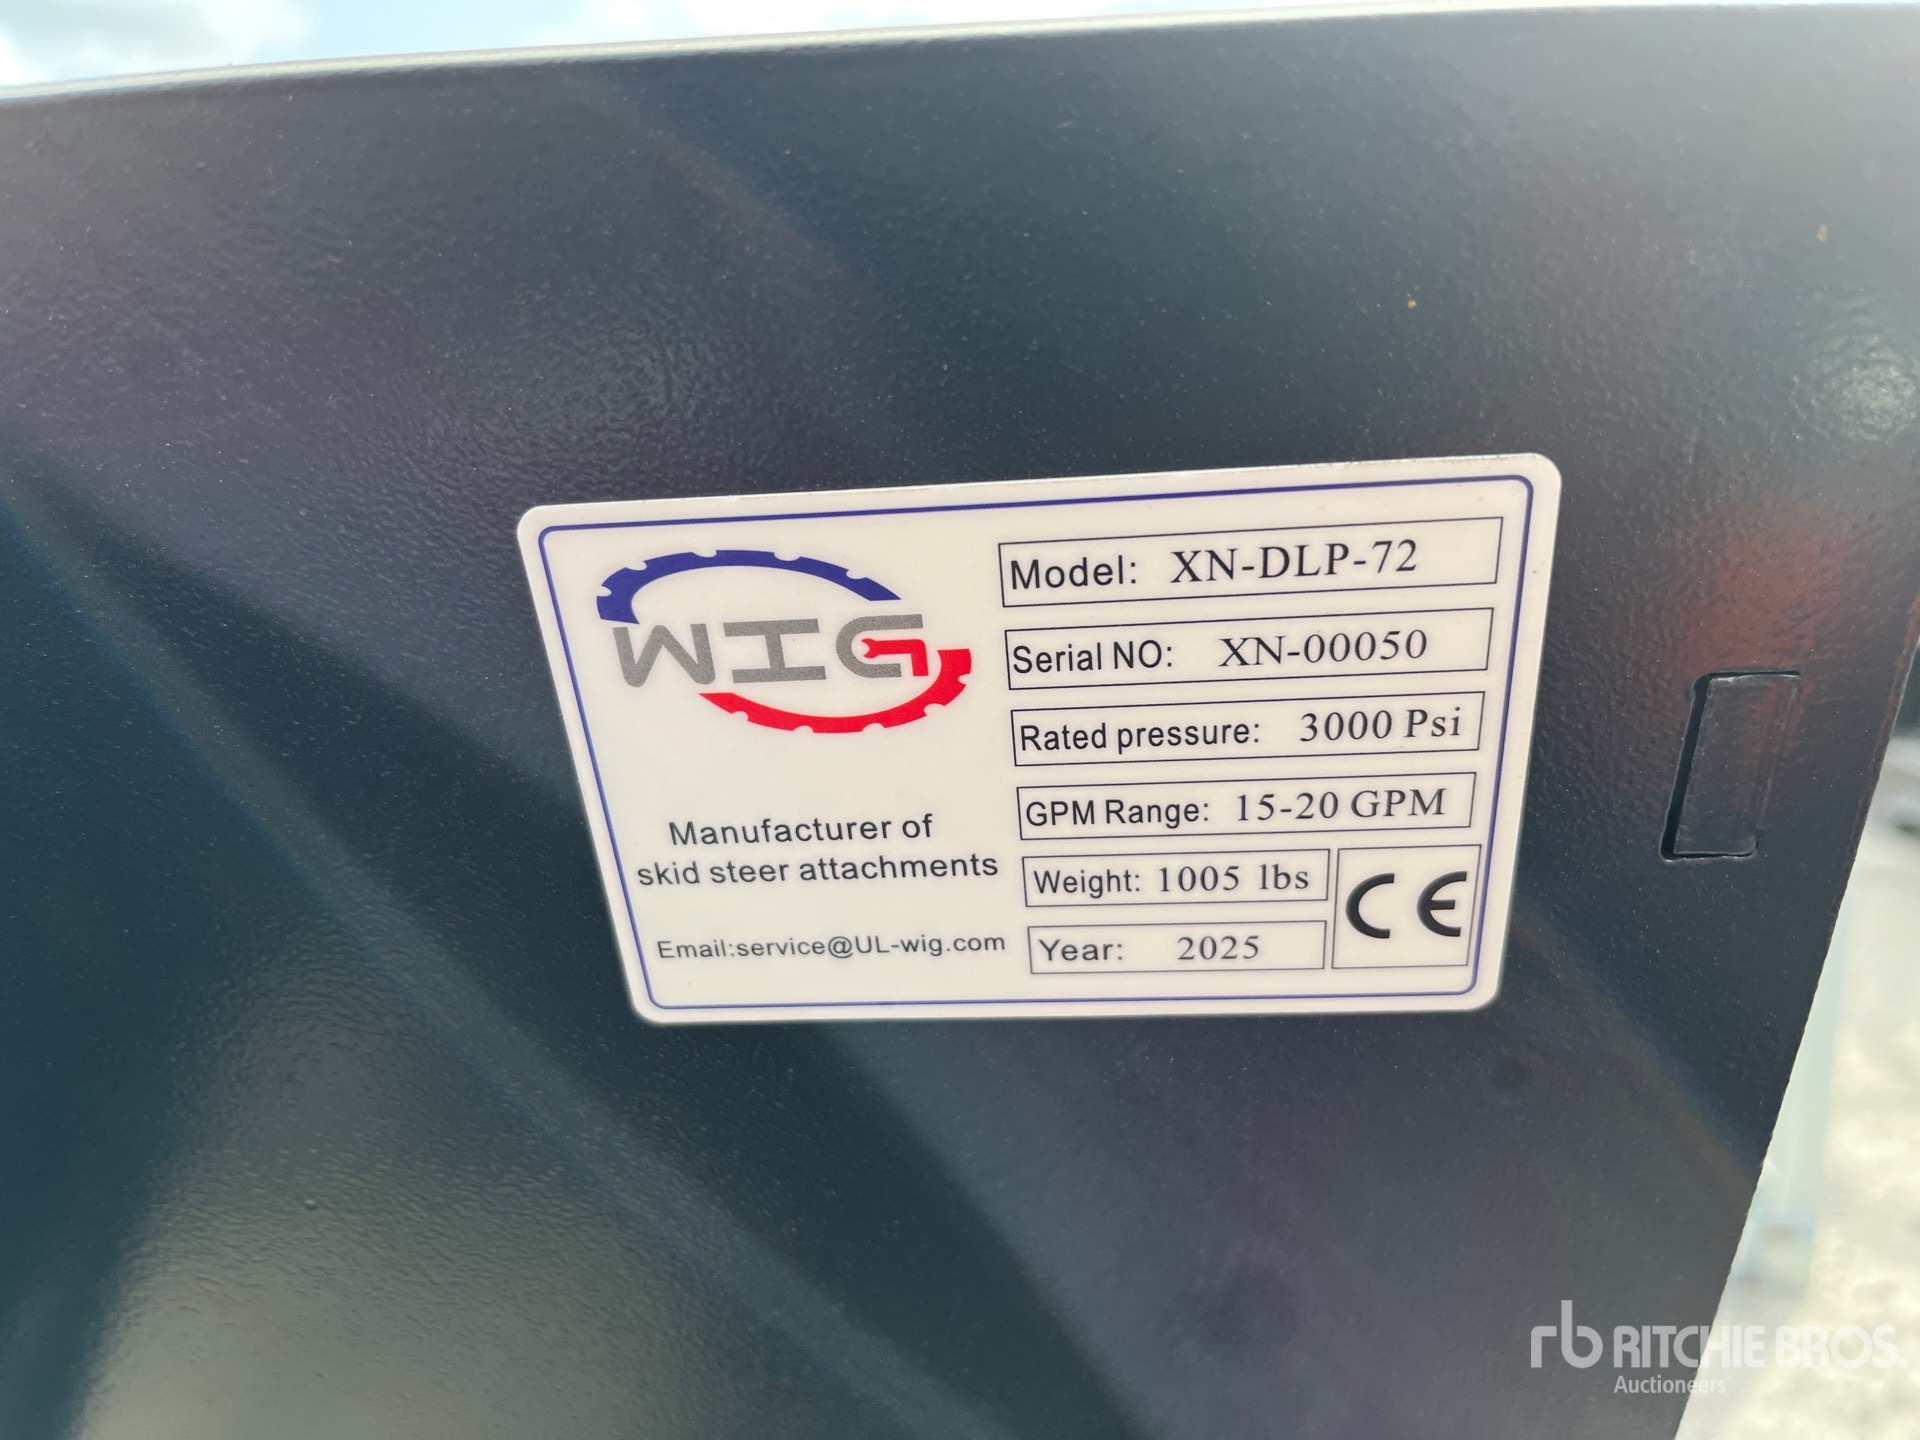 WIG
Manufacturer of
skid steer attachments
Email:service@UL-wig.com
Model: XN-DLP-72
Serial NO: XN-00050
Rated pressure: 3000 Psi
GPM Range: 15-20 GPM
Weight: 1005 lbs
Year: 2025
CE
rb RITCHIE BROS.
Auctioneers